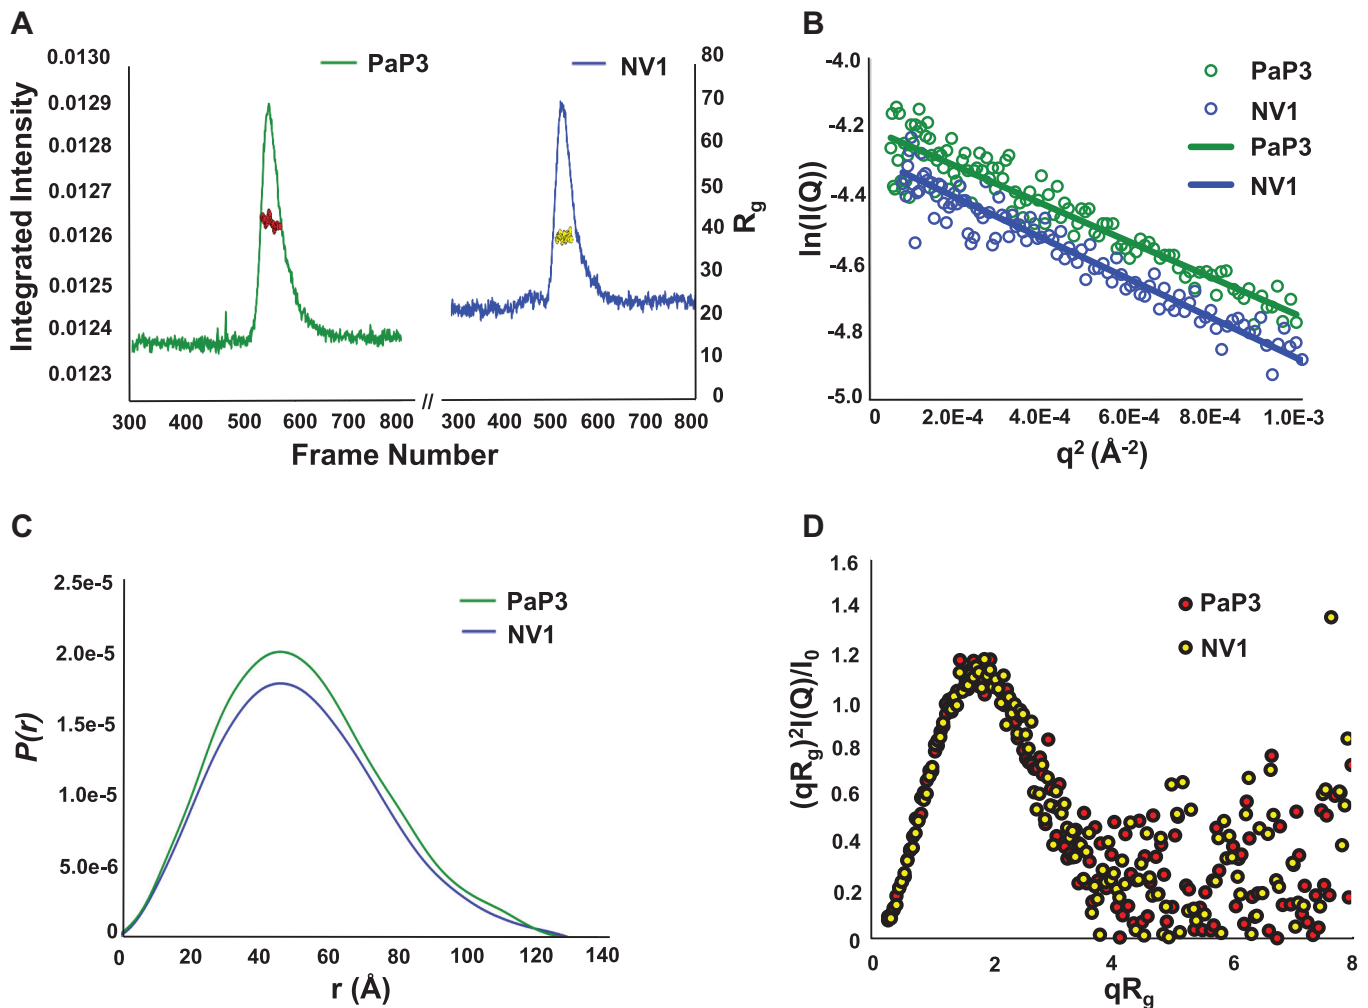 A
PaP3
NV1
Integrated Intensity
0.0130
0.0129
0.0128
0.0127
0.0126
0.0125
0.0124
0.0123
80
70
60
50
40
30
20
10
0
Rg
300 400 500 600 700 800 // 300 400 500 600 700 800
Frame Number
B
PaP3
NV1
PaP3
NV1
ln(I(Q))
-4.0
-4.2
-4.4
-4.6
-4.8
-5.0
0 2.0E-4 4.0E-4 6.0E-4 8.0E-4 1.0E-3
q² (Å⁻²)
C
PaP3
NV1
P(r)
2.5e-5
2.0e-5
1.5e-5
1.0e-5
5.0e-6
0
0 20 40 60 80 100 120 140
r (Å)
D
PaP3
NV1
(qRg)²I(Q)/I₀
1.6
1.4
1.2
1.0
0.8
0.6
0.4
0.2
0
0 2 4 6 8
qRg